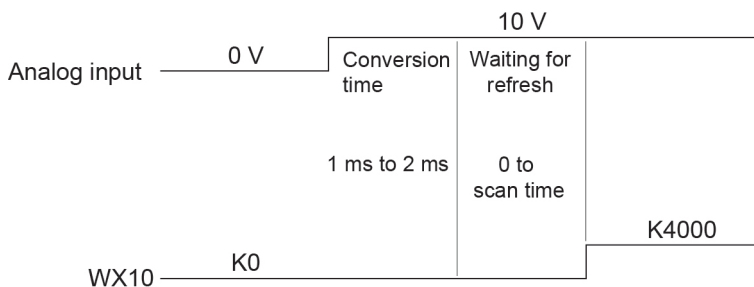 10 V
0 V
Analog input
Conversion
time
Waiting for
refresh
1 ms to 2 ms
0 to
scan time
K4000
K0
WX10